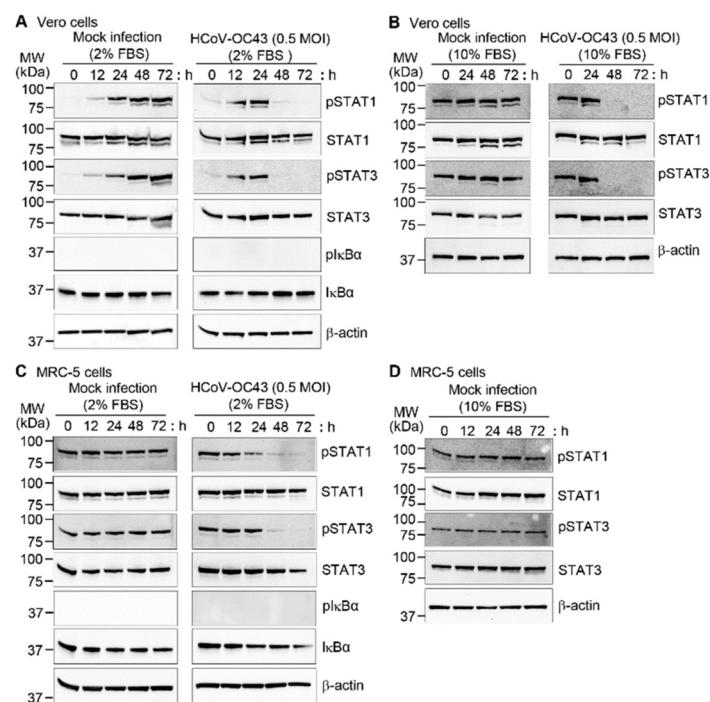 A Vero cells
Mock infection
(2% FBS)
HCoV-OC43 (0.5 MOI)
(2% FBS )
MW
(kDa)
0 12 24 48 72 : h
0 12 24 48 72 : h
100
75
pSTAT1
100
75
STAT1
100
75
pSTAT3
100
75
STAT3
37
pIκBα
37
IκBα
37
β-actin
B Vero cells
Mock infection
(10% FBS)
HCoV-OC43 (0.5 MOI)
(10% FBS)
MW
(kDa)
0 24 48 72 : h
0 24 48 72 : h
100
75
pSTAT1
100
75
STAT1
100
75
pSTAT3
100
75
STAT3
37
β-actin
C MRC-5 cells
Mock infection
(2% FBS)
HCoV-OC43 (0.5 MOI)
(2% FBS)
MW
(kDa)
0 12 24 48 72 : h
0 12 24 48 72 : h
100
75
pSTAT1
100
75
STAT1
100
75
pSTAT3
100
75
STAT3
37
pIκBα
37
IκBα
37
β-actin
D MRC-5 cells
Mock infection
(10% FBS)
MW
(kDa)
0 12 24 48 72 : h
100
75
pSTAT1
100
75
STAT1
100
75
pSTAT3
100
75
STAT3
37
β-actin